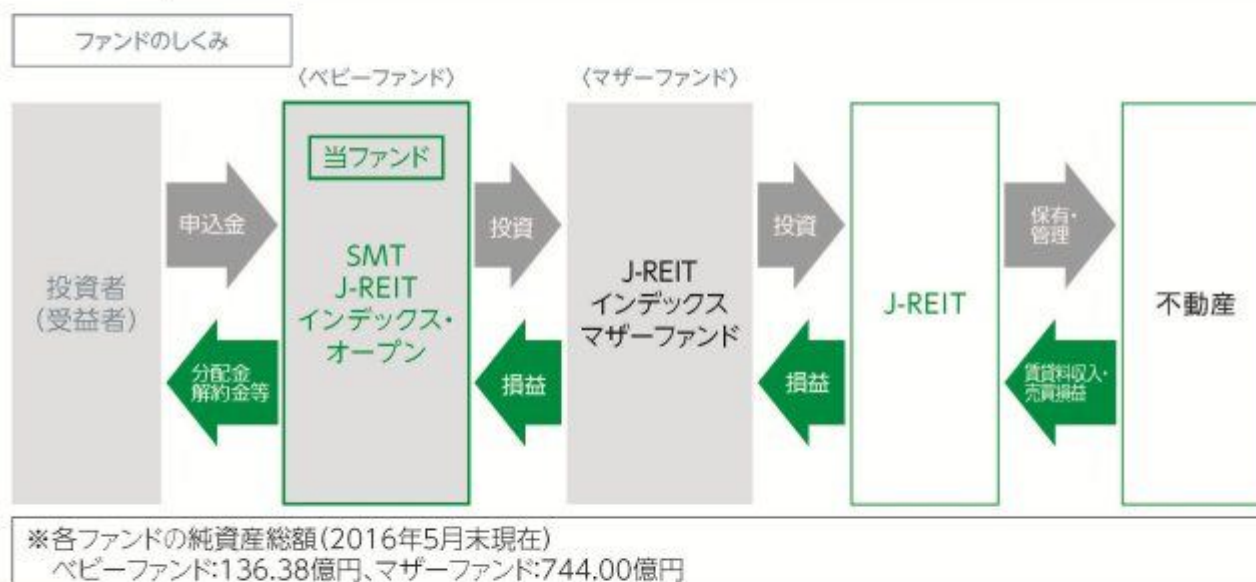 ファンドのしくみ
〈ベビーファンド〉
〈マザーファンド〉
投資者
(受益者)
申込金
分配金
解約金等
当ファンド
SMT
J-REIT
インデックス・
オープン
投資
損益
J-REIT
インデックス
マザーファンド
投資
損益
J-REIT
保有・
管理
賃貸料収入・
売買損益
不動産
※各ファンドの純資産総額(2016年5月末現在)
ベビーファンド:136.38億円、マザーファンド:744.00億円